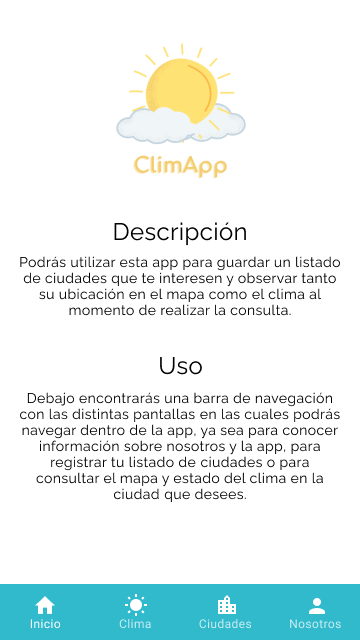 ClimApp
Descripción
Podrás utilizar esta app para guardar un listado
de ciudades que te interesen y observar tanto
su ubicación en el mapa como el clima al
momento de realizar la consulta.
Uso
Debajo encontrarás una barra de navegación
con las distintas pantallas en las cuales podrás
navegar dentro de la app, ya sea para conocer
información sobre nosotros y la app, para
registrar tu listado de ciudades o para
consultar el mapa y estado del clima en la
ciudad que desees.
Inicio Clima Ciudades Nosotros